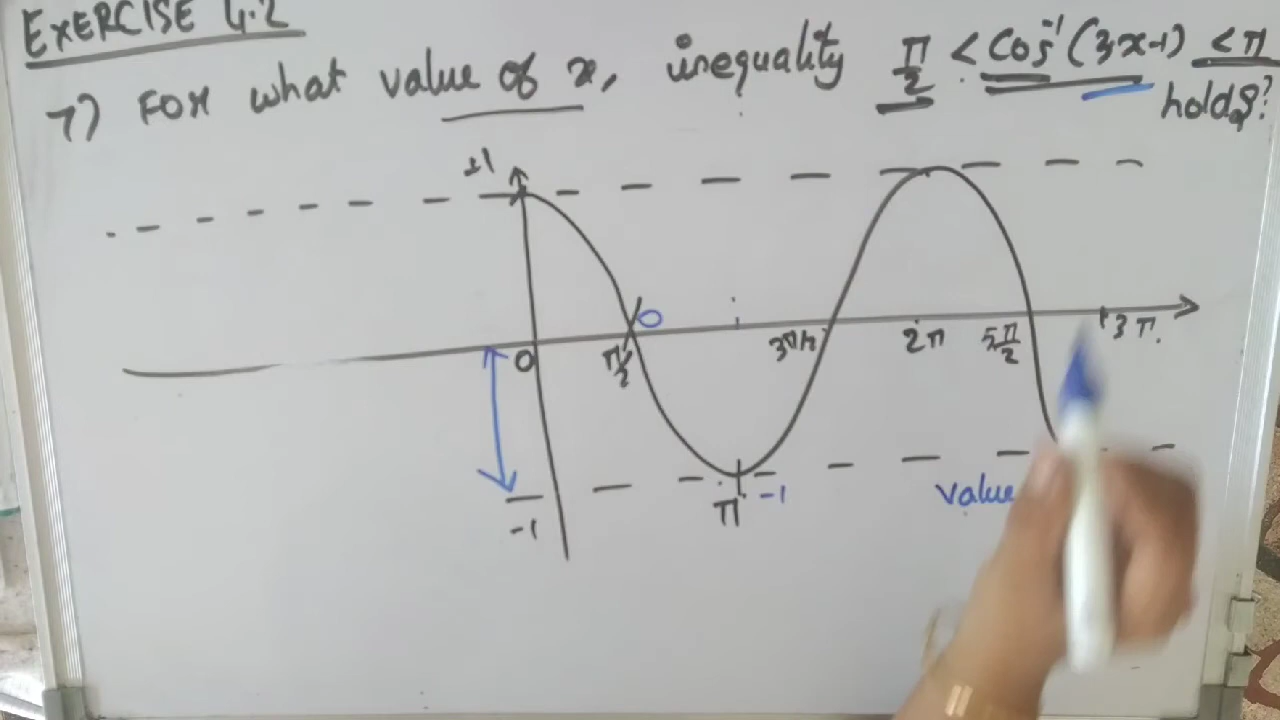 EXERCISE 4.2
7) FOR what value of x, inequality π/2 < Cos⁻¹(3x-1) < π
holds?
+1
0
0 π/2 3π/2 2π 5π/2 3π.
-1
π -1
value